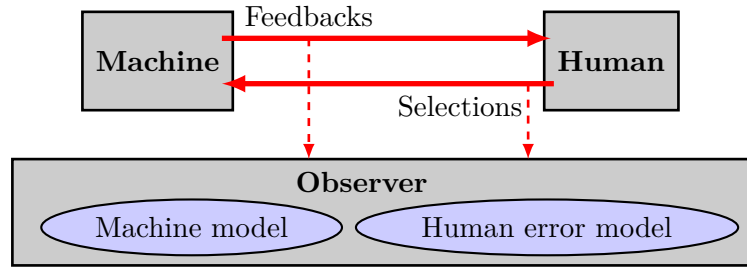 Feedbacks
Machine
Human
Selections
Observer
Machine model
Human error model